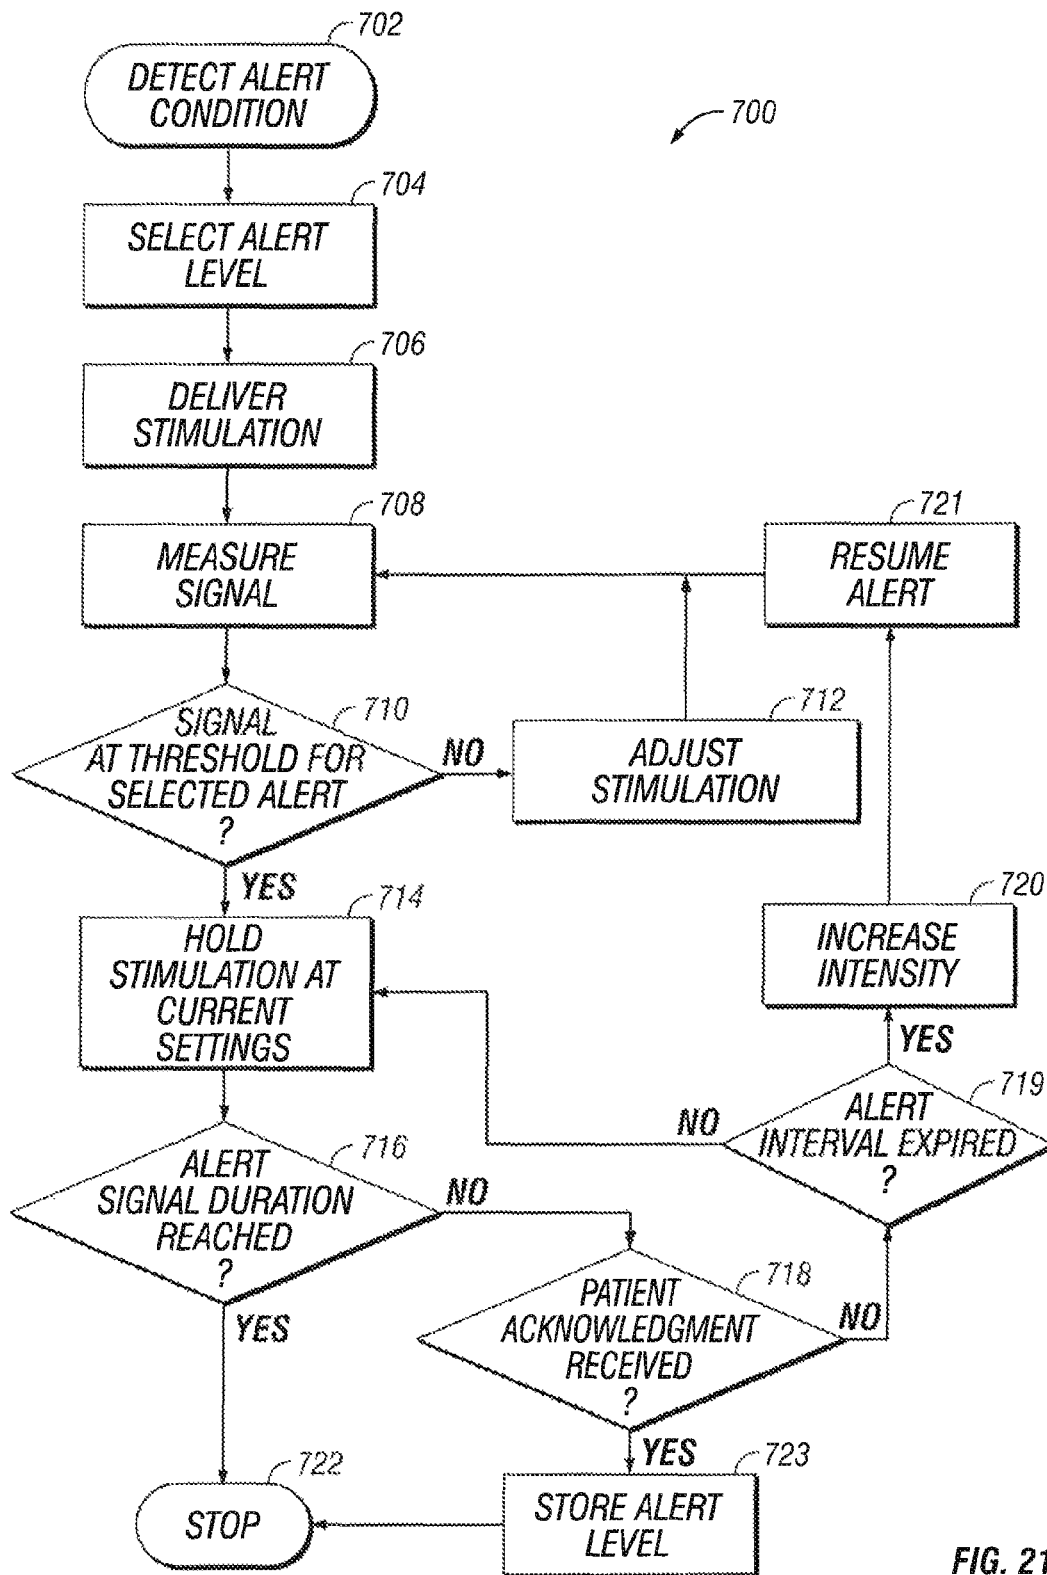 702
DETECT ALERT
CONDITION
700
704
SELECT ALERT
LEVEL
706
DELIVER
STIMULATION
708
MEASURE
SIGNAL
721
RESUME
ALERT
710
SIGNAL
AT THRESHOLD FOR
SELECTED ALERT
?
NO
712
ADJUST
STIMULATION
YES
714
HOLD
STIMULATION AT
CURRENT
SETTINGS
720
INCREASE
INTENSITY
YES
719
ALERT
INTERVAL EXPIRED
?
NO
716
ALERT
SIGNAL DURATION
REACHED
?
NO
718
PATIENT
ACKNOWLEDGMENT
RECEIVED
?
NO
YES
YES
722
STOP
723
STORE ALERT
LEVEL
FIG. 21